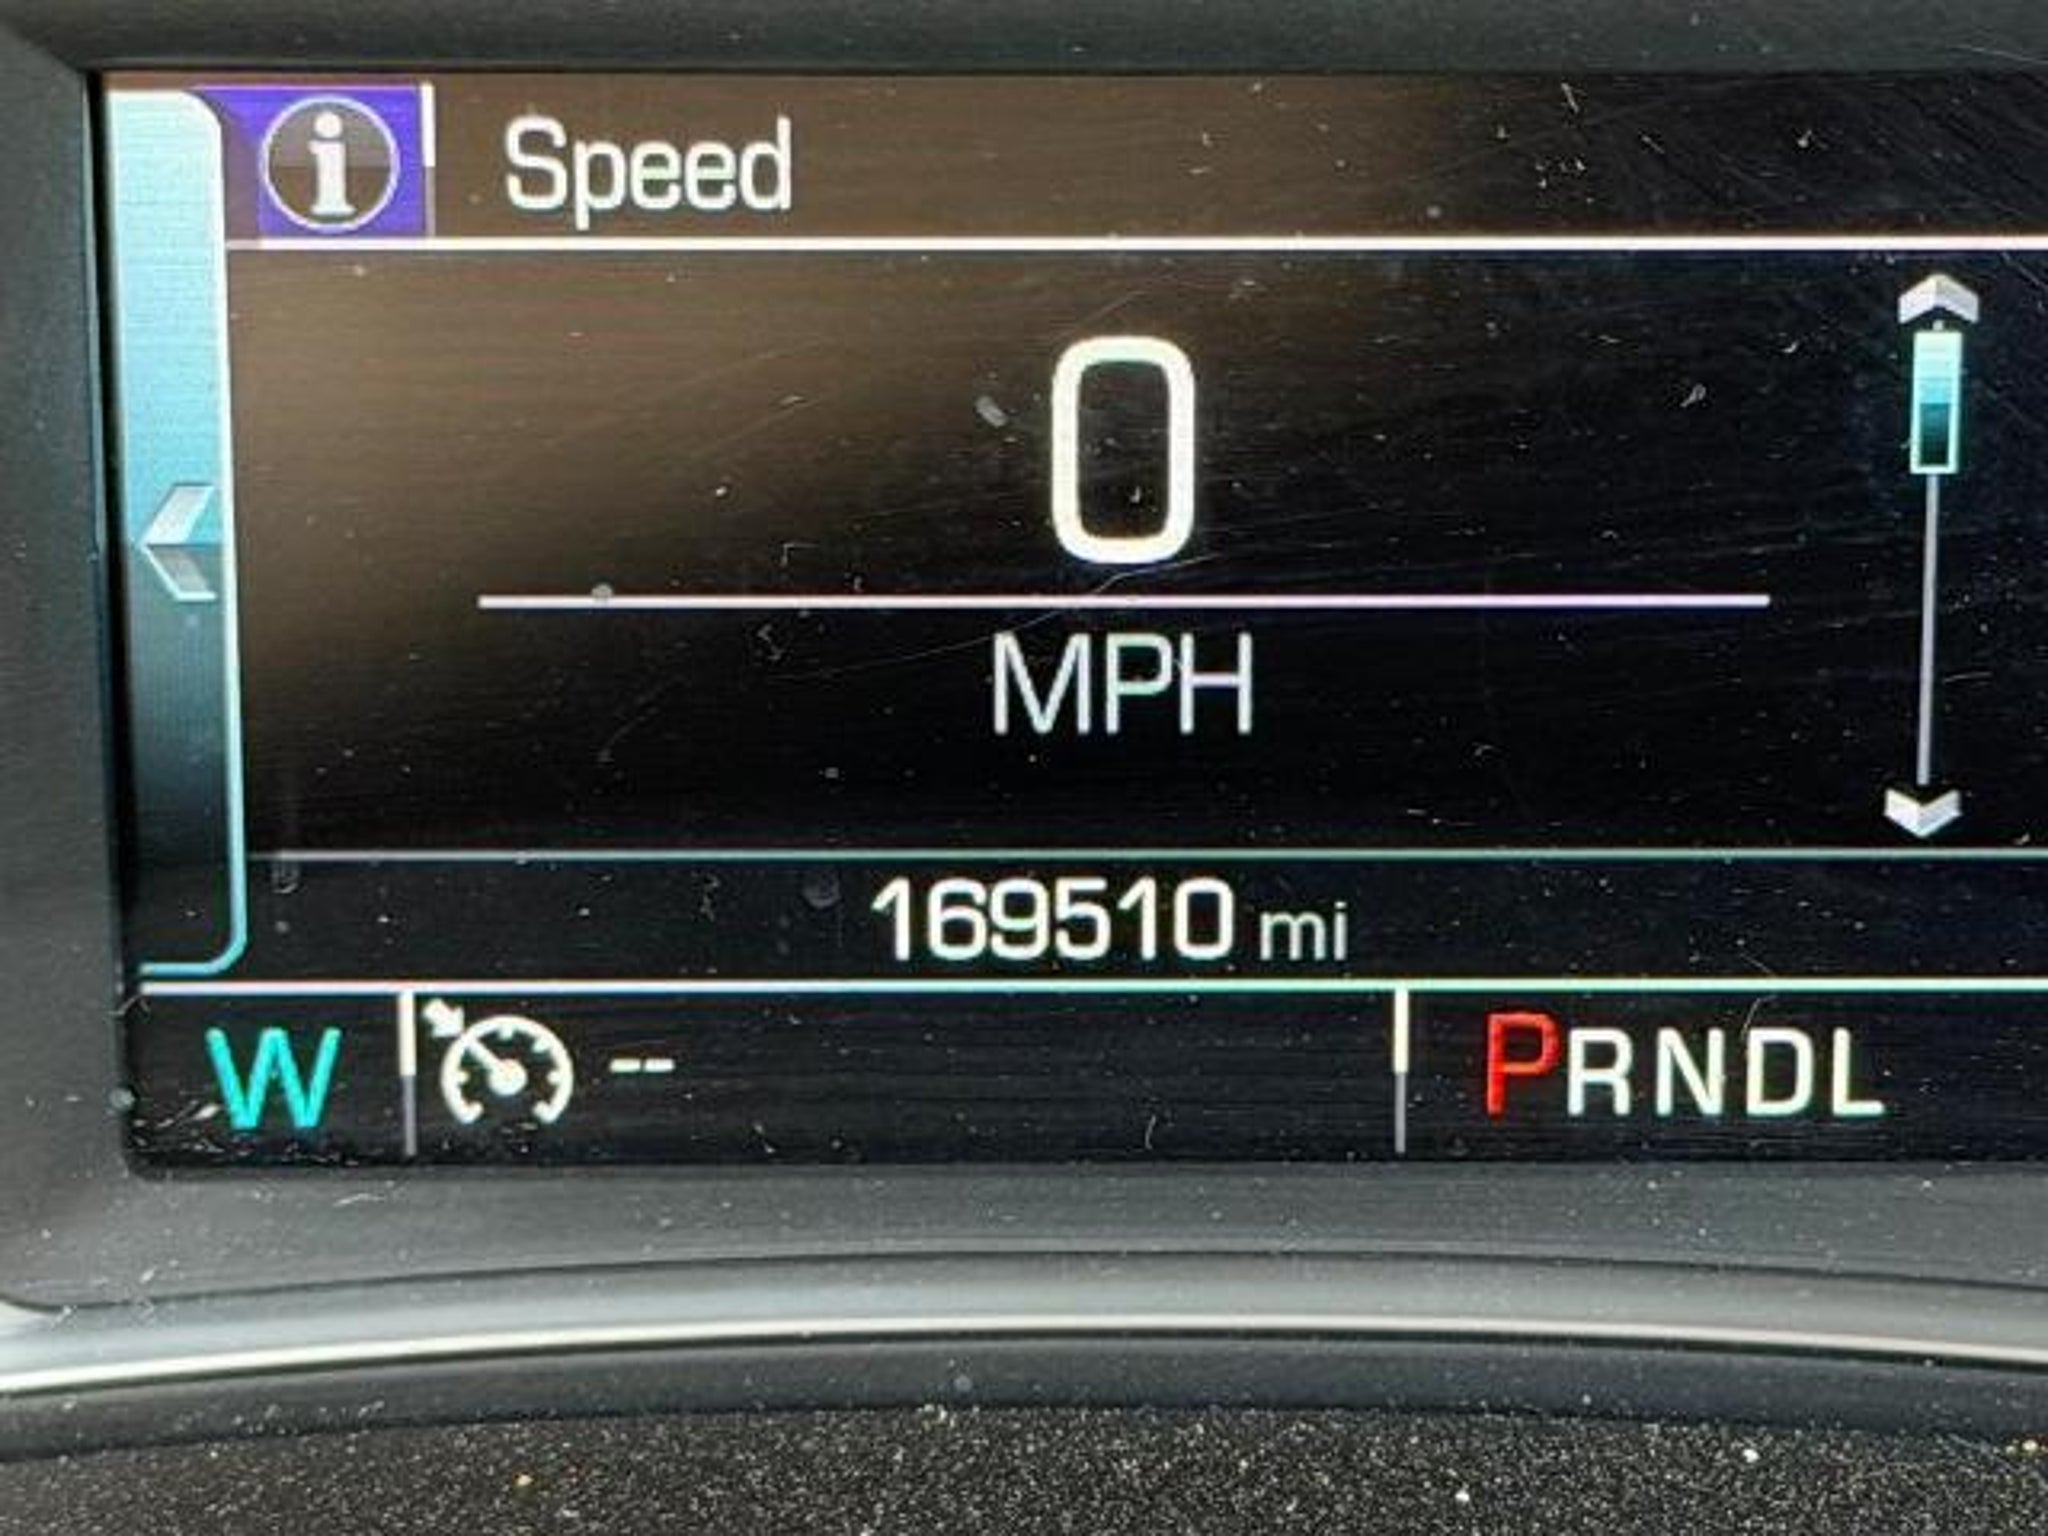 i Speed
0
MPH
169510 mi
W -- PRNDL